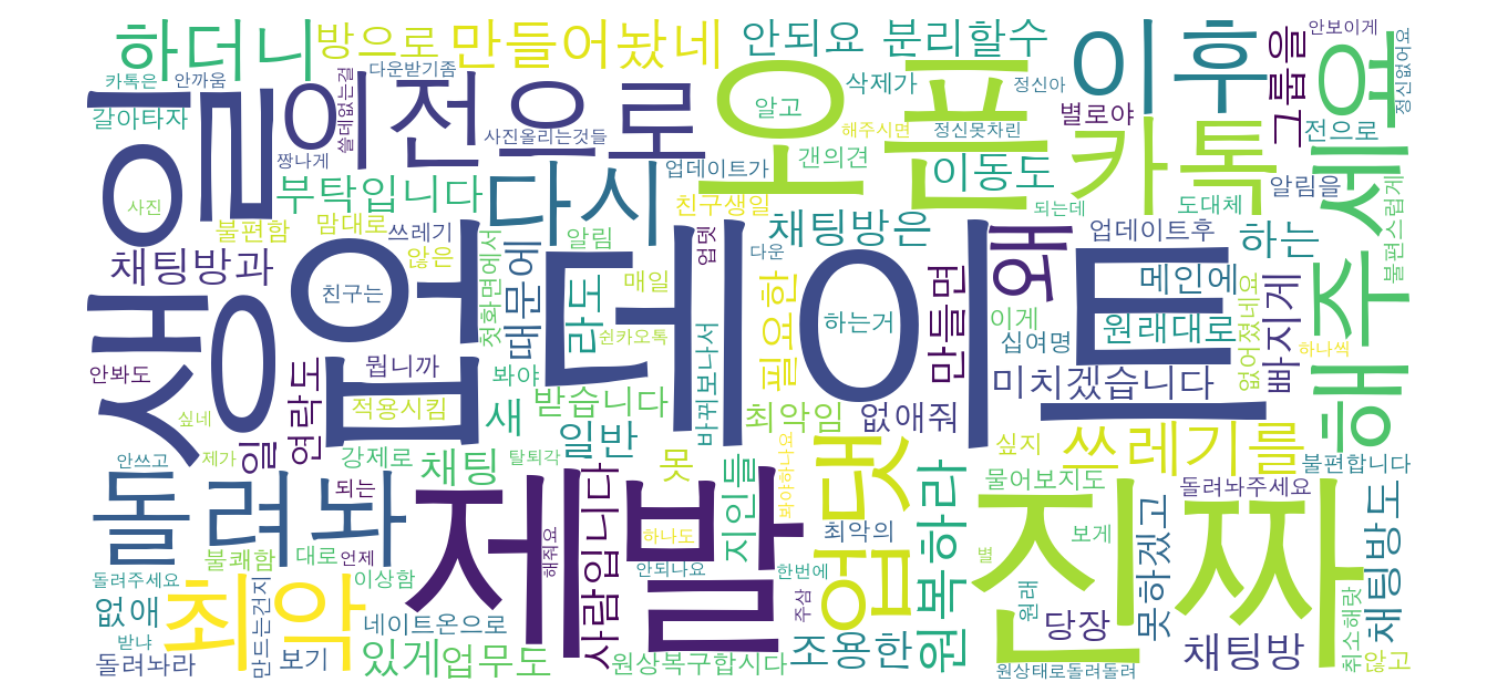 하더니
방으로
만들어놨네
안되요
분리할수
이후
그룹을
요
안보이게
정신없어요
카톡은
안까움
쓸데없는걸
다운받기좀
이전으로
오픈
삭제가
정신아
갈아타자
사진올리는것들
알고
해주시면
정신못차린
별로야
전으로
짱나게
일
다시
업데이트가
갠의견
이동도
카톡
알림을
세
부탁입니다
친구생일
되는데
도대체
사진
불편함
맘대로
쓰레기
알림
업뎃
채팅방은
왜
업데이트후
하는
불편스럽게
채팅방과
않은
때문에
라도
매일
다운
필요한
만들면
메인에
없어졌네요
빠지게
생
업데이트
친구는
첫화면에서
쉰카오톡
바뀌보나서
하는거
이게
십여명
원래대로
하나씩
해주
안봐도
뭡니까
봐야
미치겠습니다
적용시킴
새
받습니다
최악임
없애줘
싶네
일
연락도
일반
업뎃
싶지
쓰레기를
안쓰고
제가
강제로
채팅
탈퇴각
못
봐야하나요
물어보지도
불편합니다
돌려놔
되는
제발
사람입니다
지인들
원복하라
진짜
돌려놔주세요
불쾌함
대로
언제
해줘요
하나도
최악의
별
보게
못하겠고
채팅방도
돌려주세요
최악
이상함
안되나요
한번에
원래
취소해랏
없애
만드는건지
네이트온으로
주삼
당장
받냐
돌려놔라
보기
있게
업무도
원상복구합시다
조용한
원상태로돌려돌려
채팅방
않고